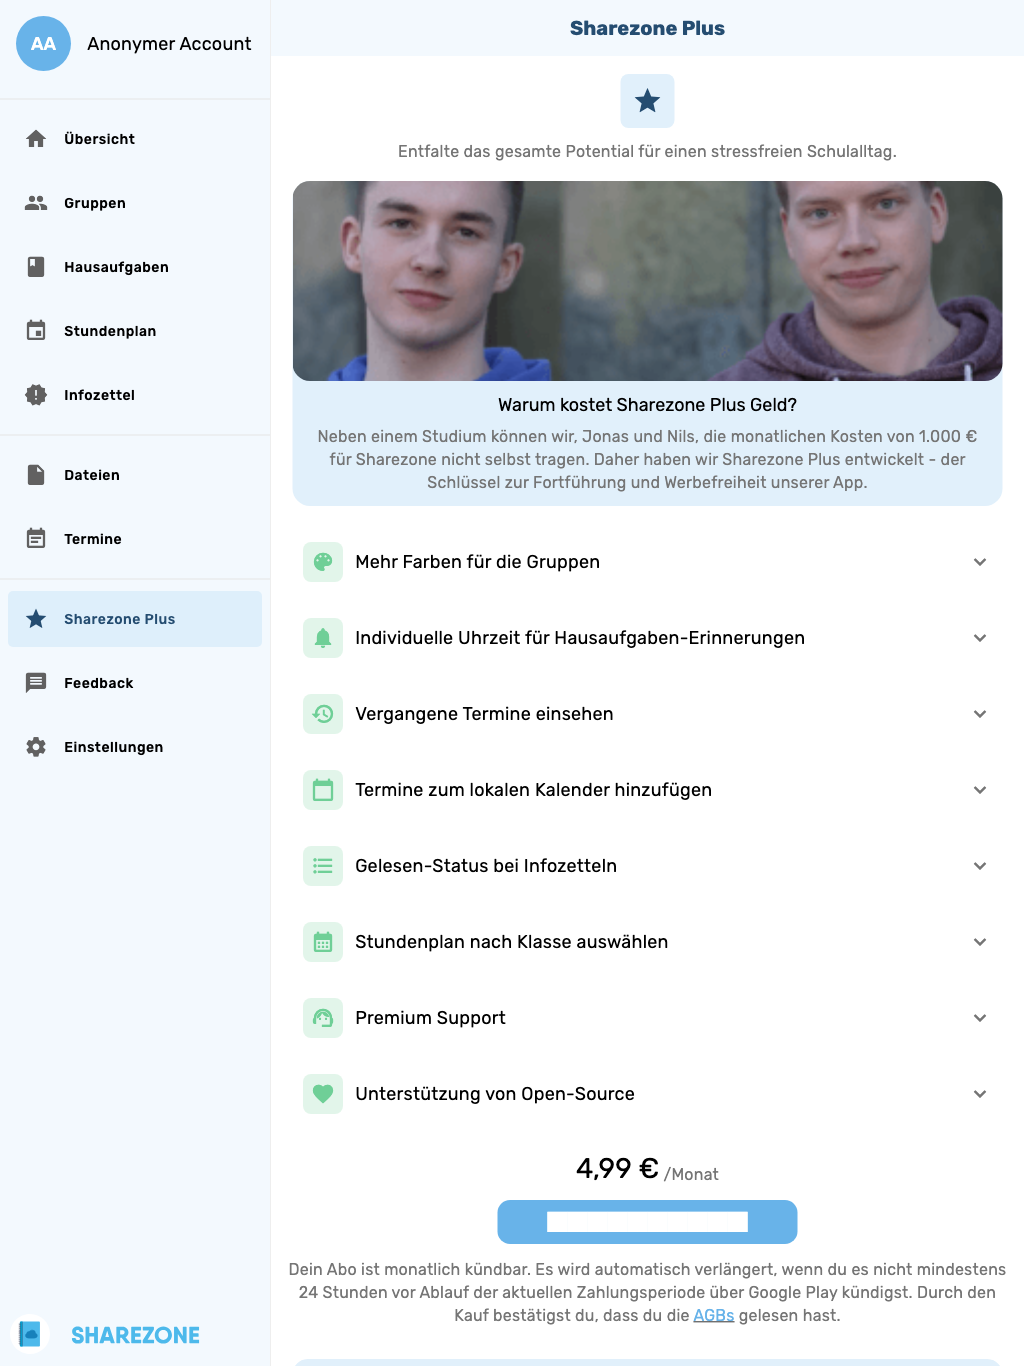 AA
Anonymer Account
Übersicht
Gruppen
Hausaufgaben
Stundenplan
Infozettel
Dateien
Termine
Sharezone Plus
Feedback
Einstellungen
SHAREZONE
Sharezone Plus
Entfalte das gesamte Potential für einen stressfreien Schulalltag.
Warum kostet Sharezone Plus Geld?
Neben einem Studium können wir, Jonas und Nils, die monatlichen Kosten von 1.000 €
für Sharezone nicht selbst tragen. Daher haben wir Sharezone Plus entwickelt - der
Schlüssel zur Fortführung und Werbefreiheit unserer App.
Mehr Farben für die Gruppen
Individuelle Uhrzeit für Hausaufgaben-Erinnerungen
Vergangene Termine einsehen
Termine zum lokalen Kalender hinzufügen
Gelesen-Status bei Infozetteln
Stundenplan nach Klasse auswählen
Premium Support
Unterstützung von Open-Source
4,99 € /Monat
Dein Abo ist monatlich kündbar. Es wird automatisch verlängert, wenn du es nicht mindestens
24 Stunden vor Ablauf der aktuellen Zahlungsperiode über Google Play kündigst. Durch den
Kauf bestätigst du, dass du die AGBs gelesen hast.